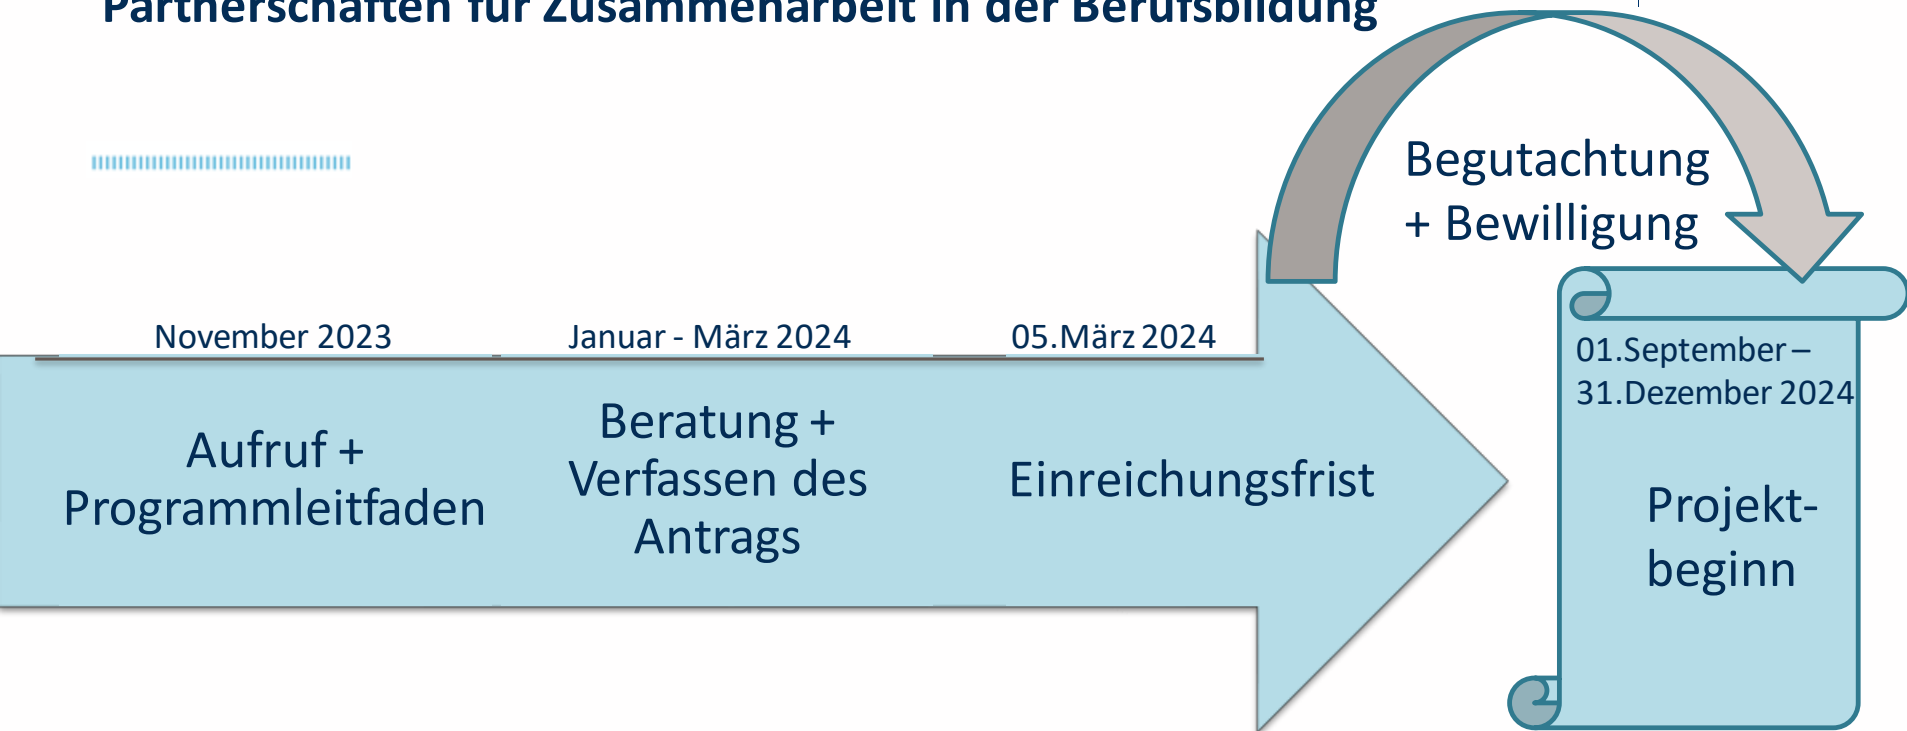 Partnerschaften für Zusammenarbeit in der Berufsbildung
Begutachtung
+ Bewilligung
November 2023
Januar - März 2024
05.März 2024
01.September –
31.Dezember 2024
Aufruf +
Programmleitfaden
Beratung +
Verfassen des
Antrags
Einreichungsfrist
Projekt-
beginn